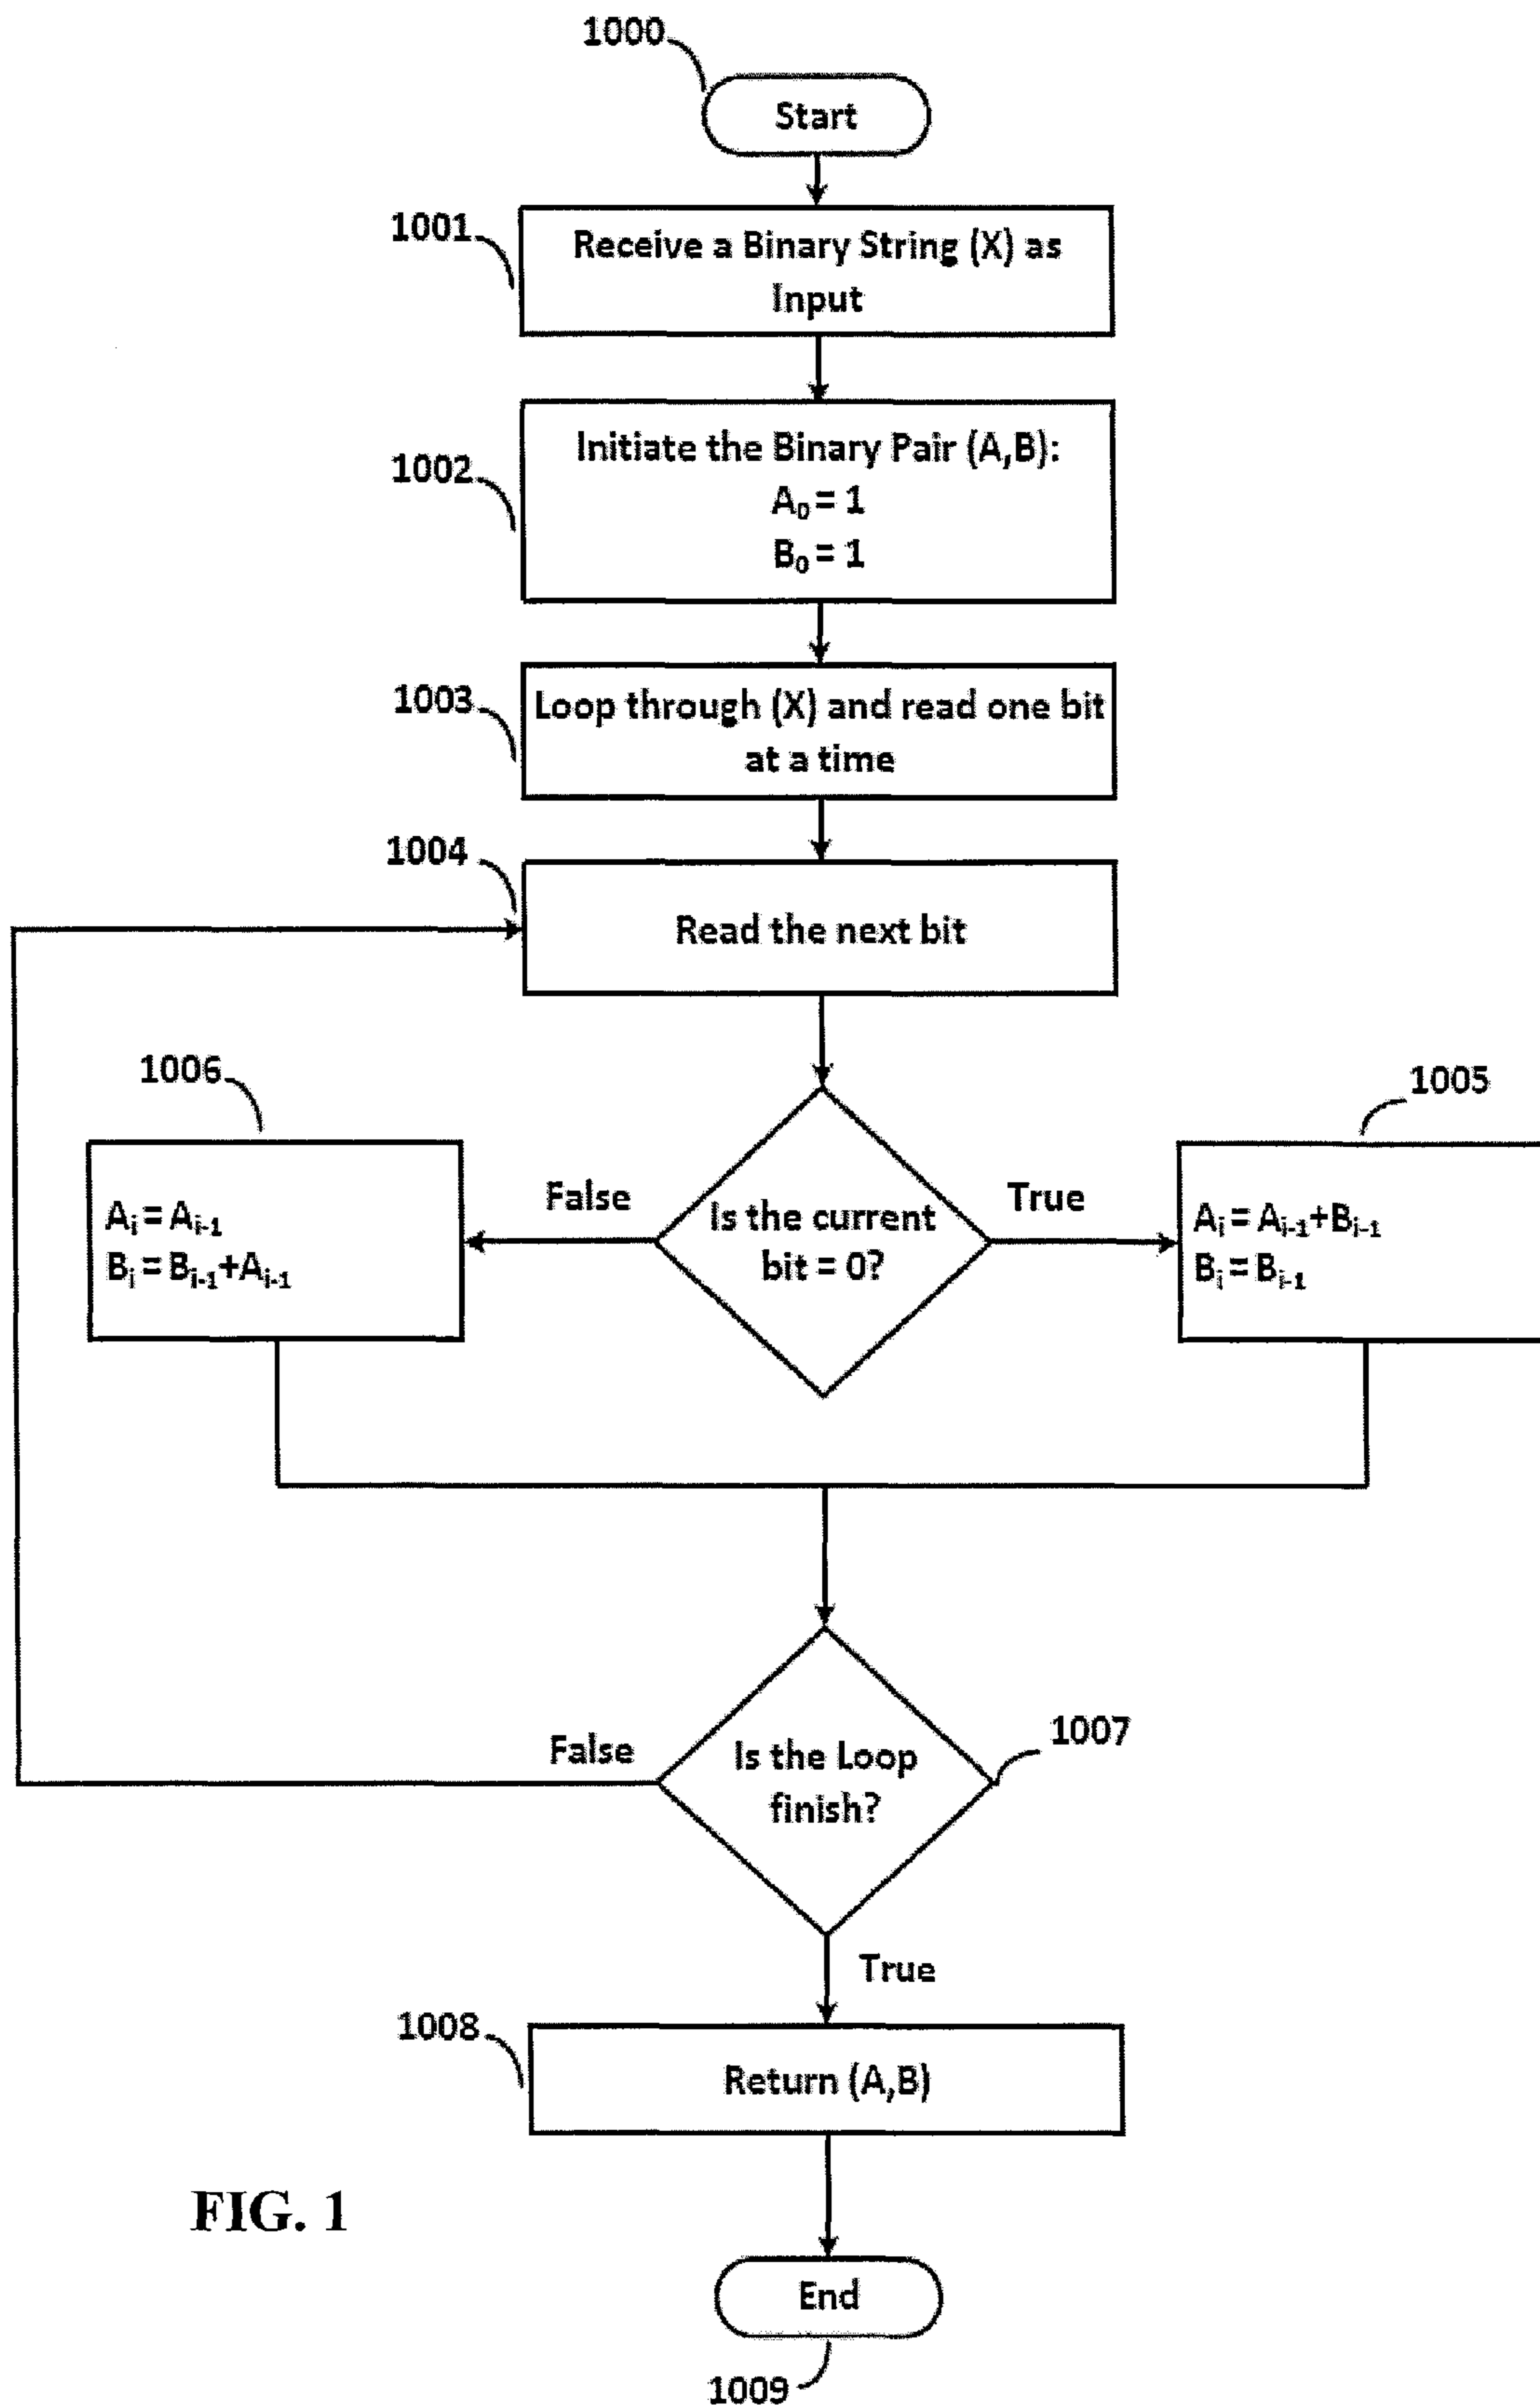 1000
Start
1001
Receive a Binary String (X) as
Input
1002
Initiate the Binary Pair (A,B):
A₀ = 1
B₀ = 1
1003
Loop through (X) and read one bit
at a time
1004
Read the next bit
1006
1005
False
True
Aᵢ = Aᵢ₋₁
Bᵢ = Bᵢ₋₁+Aᵢ₋₁
Is the current
bit = 0?
Aᵢ = Aᵢ₋₁+Bᵢ₋₁
Bᵢ = Bᵢ₋₁
1007
False
Is the Loop
finish?
True
1008
Return (A,B)
FIG. 1
End
1009